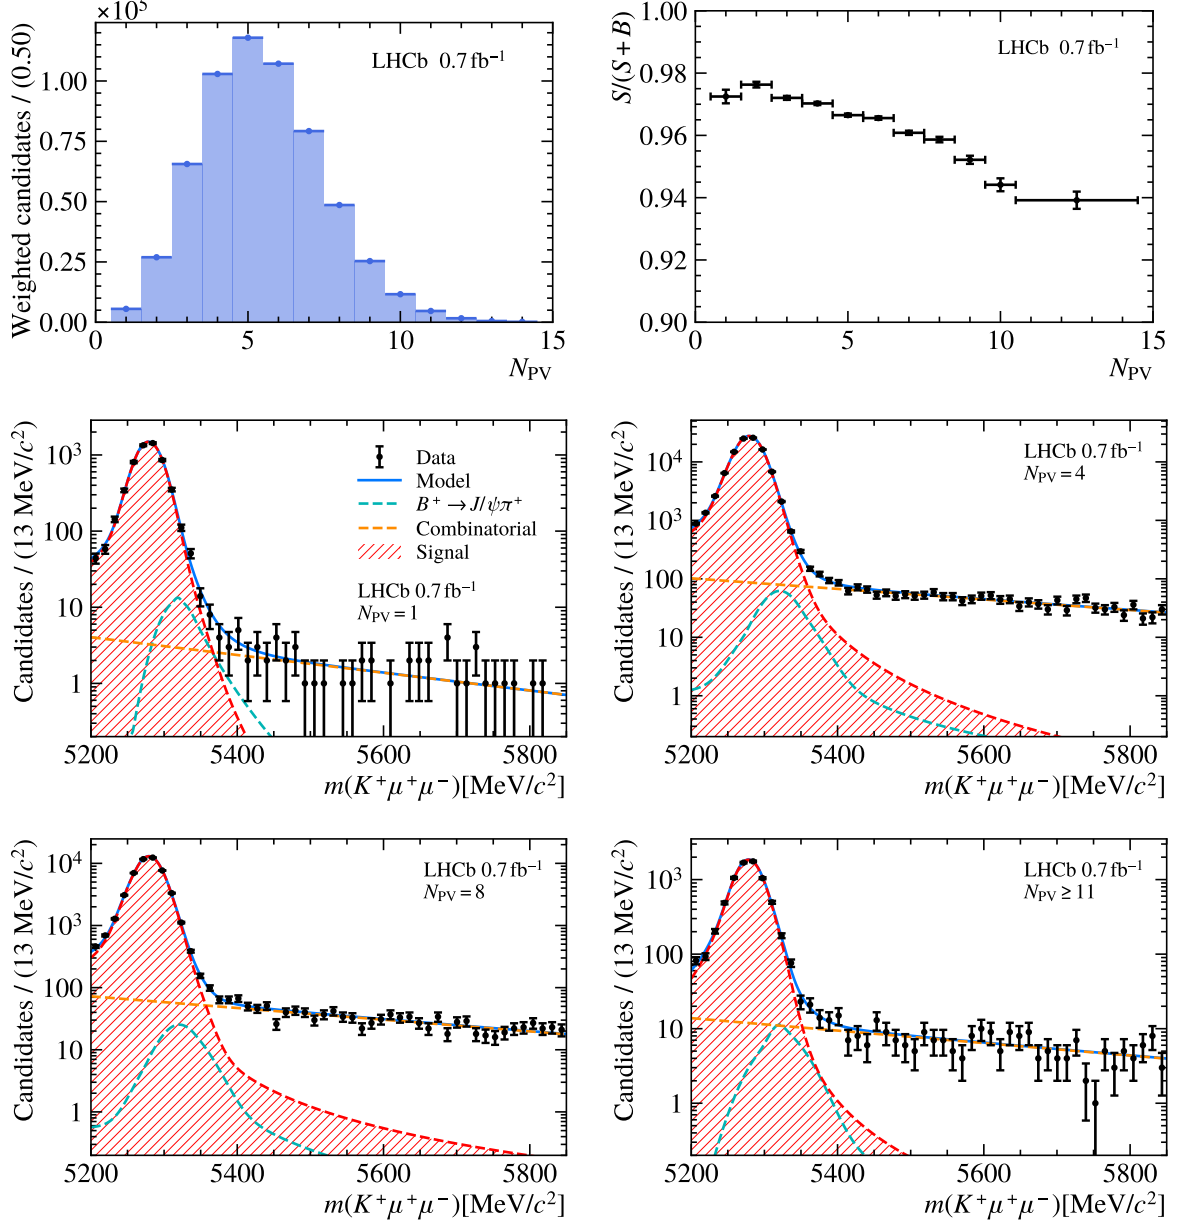 ×10⁵
Weighted candidates / (0.50)
1.00
0.75
0.50
0.25
0.00
LHCb 0.7 fb⁻¹
0 5 10 15
N_PV
S/(S + B)
1.00
0.98
0.96
0.94
0.92
0.90
LHCb 0.7 fb⁻¹
0 5 10 15
N_PV
Candidates / (13 MeV/c²)
10³
100
10
1
Data
Model
B⁺ → J/ψπ⁺
Combinatorial
Signal
LHCb 0.7 fb⁻¹
N_PV = 1
5200 5400 5600 5800
m(K⁺μ⁺μ⁻)[MeV/c²]
Candidates / (13 MeV/c²)
10⁴
10³
100
10
1
LHCb 0.7 fb⁻¹
N_PV = 4
5200 5400 5600 5800
m(K⁺μ⁺μ⁻)[MeV/c²]
Candidates / (13 MeV/c²)
10⁴
10³
100
10
1
LHCb 0.7 fb⁻¹
N_PV = 8
5200 5400 5600 5800
m(K⁺μ⁺μ⁻)[MeV/c²]
Candidates / (13 MeV/c²)
10³
100
10
1
LHCb 0.7 fb⁻¹
N_PV ≥ 11
5200 5400 5600 5800
m(K⁺μ⁺μ⁻)[MeV/c²]